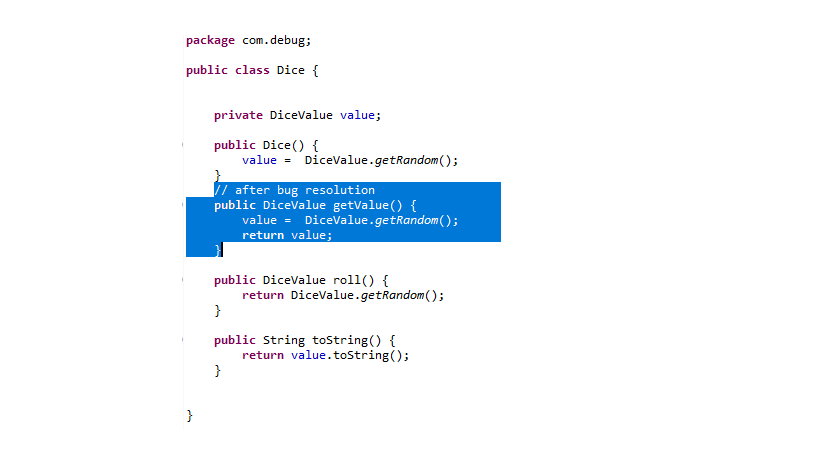 package com.debug;
public class Dice {
private DiceValue value;
public Dice() {
value =  DiceValue.getRandom();
}
// after bug resolution
public DiceValue getValue() {
value =  DiceValue.getRandom();
return value;
}
public DiceValue roll() {
return DiceValue.getRandom();
}
public String toString() {
return value.toString();
}
}